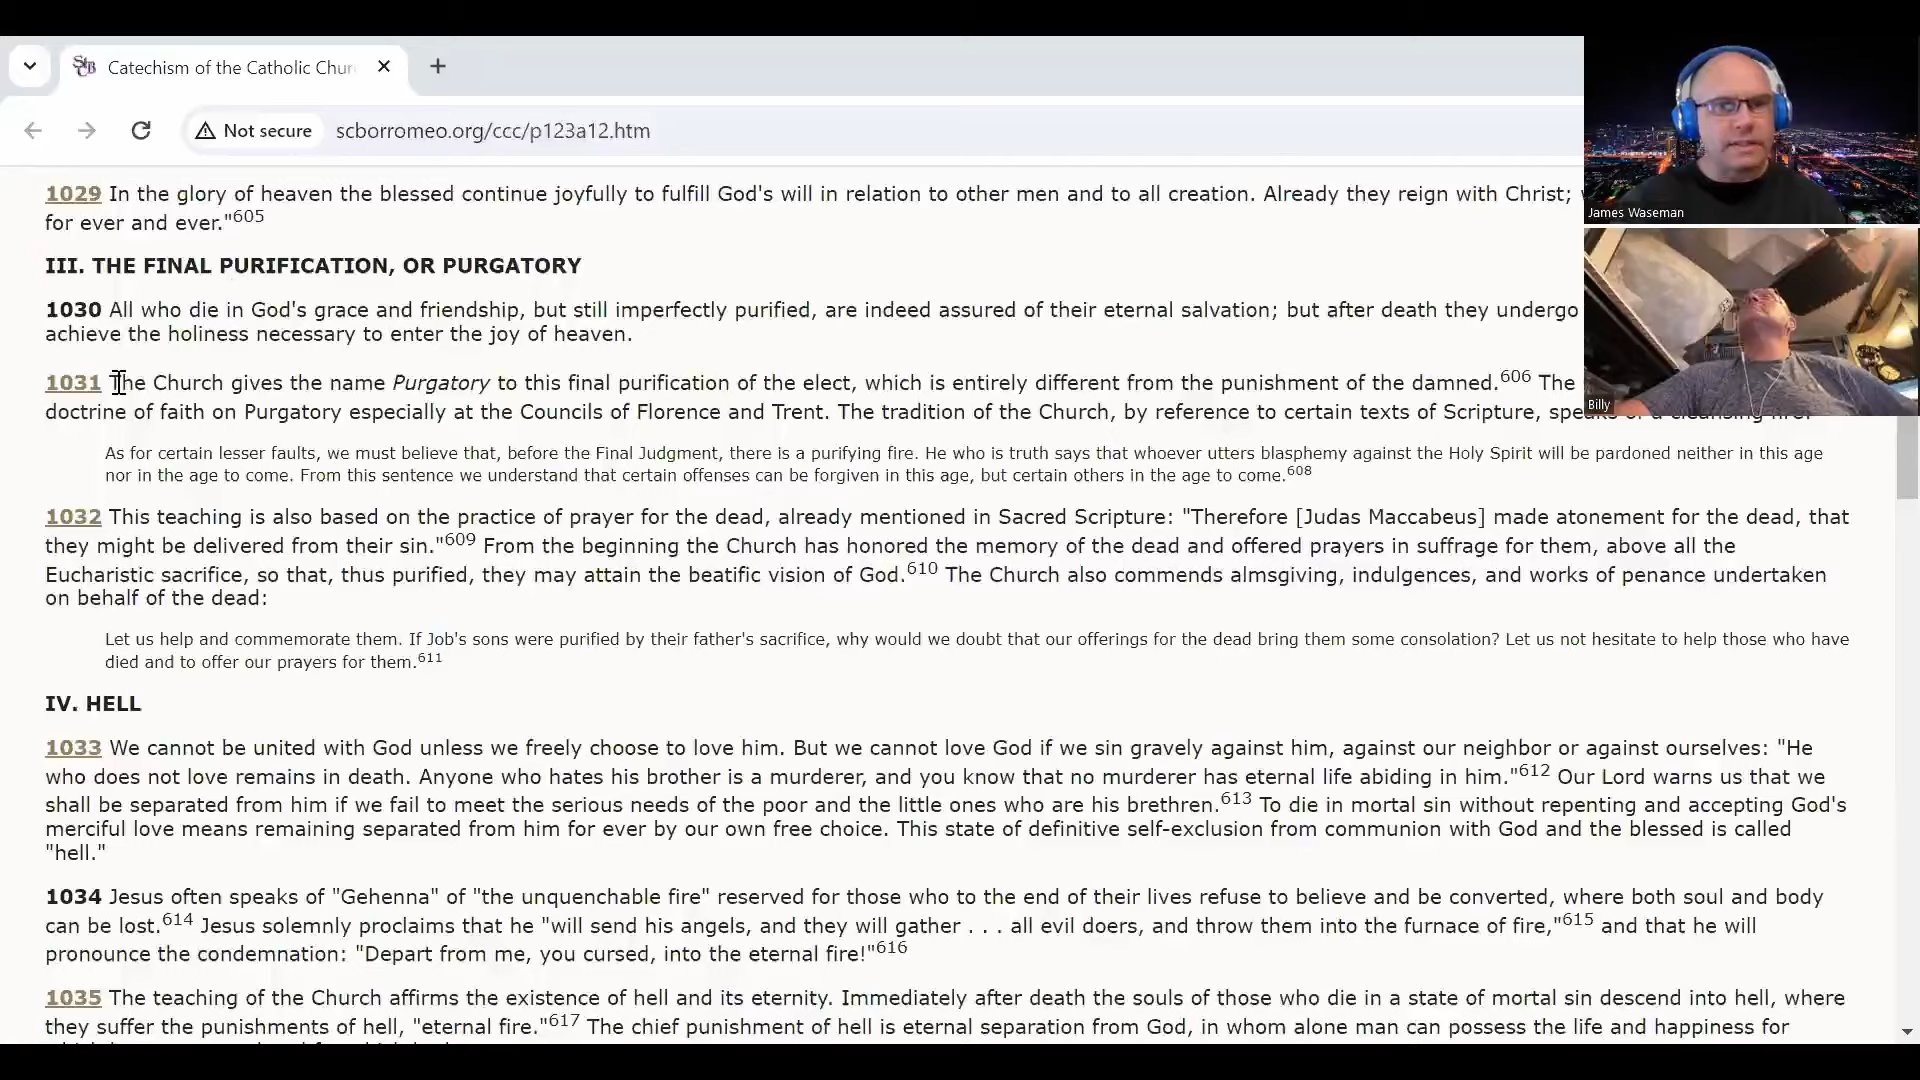 Catechism of the Catholic Chur
Not secure scborromeo.org/ccc/p123a12.htm
James Waseman
Billy
1029 In the glory of heaven the blessed continue joyfully to fulfill God's will in relation to other men and to all creation. Already they reign with Christ;
for ever and ever."605
III. THE FINAL PURIFICATION, OR PURGATORY
1030 All who die in God's grace and friendship, but still imperfectly purified, are indeed assured of their eternal salvation; but after death they undergo
achieve the holiness necessary to enter the joy of heaven.
1031 The Church gives the name Purgatory to this final purification of the elect, which is entirely different from the punishment of the damned.606 The
doctrine of faith on Purgatory especially at the Councils of Florence and Trent. The tradition of the Church, by reference to certain texts of Scripture, speaks of a cleansing fire:
As for certain lesser faults, we must believe that, before the Final Judgment, there is a purifying fire. He who is truth says that whoever utters blasphemy against the Holy Spirit will be pardoned neither in this age
nor in the age to come. From this sentence we understand that certain offenses can be forgiven in this age, but certain others in the age to come.608
1032 This teaching is also based on the practice of prayer for the dead, already mentioned in Sacred Scripture: "Therefore [Judas Maccabeus] made atonement for the dead, that
they might be delivered from their sin."609 From the beginning the Church has honored the memory of the dead and offered prayers in suffrage for them, above all the
Eucharistic sacrifice, so that, thus purified, they may attain the beatific vision of God.610 The Church also commends almsgiving, indulgences, and works of penance undertaken
on behalf of the dead:
Let us help and commemorate them. If Job's sons were purified by their father's sacrifice, why would we doubt that our offerings for the dead bring them some consolation? Let us not hesitate to help those who have
died and to offer our prayers for them.611
IV. HELL
1033 We cannot be united with God unless we freely choose to love him. But we cannot love God if we sin gravely against him, against our neighbor or against ourselves: "He
who does not love remains in death. Anyone who hates his brother is a murderer, and you know that no murderer has eternal life abiding in him."612 Our Lord warns us that we
shall be separated from him if we fail to meet the serious needs of the poor and the little ones who are his brethren.613 To die in mortal sin without repenting and accepting God's
merciful love means remaining separated from him for ever by our own free choice. This state of definitive self-exclusion from communion with God and the blessed is called
"hell."
1034 Jesus often speaks of "Gehenna" of "the unquenchable fire" reserved for those who to the end of their lives refuse to believe and be converted, where both soul and body
can be lost.614 Jesus solemnly proclaims that he "will send his angels, and they will gather . . . all evil doers, and throw them into the furnace of fire,"615 and that he will
pronounce the condemnation: "Depart from me, you cursed, into the eternal fire!"616
1035 The teaching of the Church affirms the existence of hell and its eternity. Immediately after death the souls of those who die in a state of mortal sin descend into hell, where
they suffer the punishments of hell, "eternal fire."617 The chief punishment of hell is eternal separation from God, in whom alone man can possess the life and happiness for